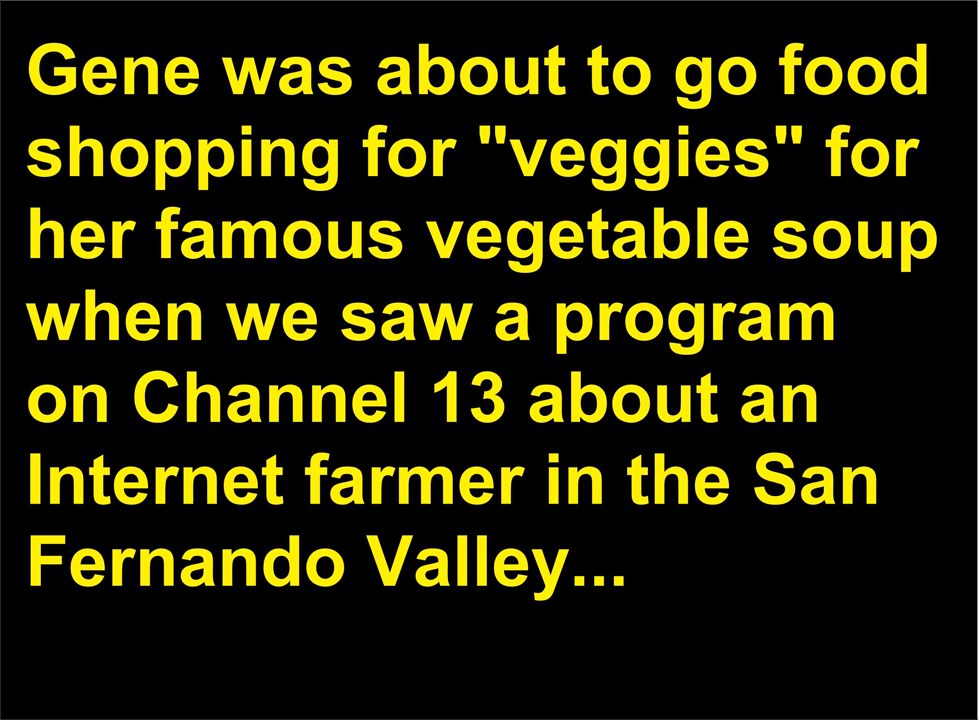 Gene was about to go food
shopping for "veggies" for
her famous vegetable soup
when we saw a program
on Channel 13 about an
Internet farmer in the San
Fernando Valley...